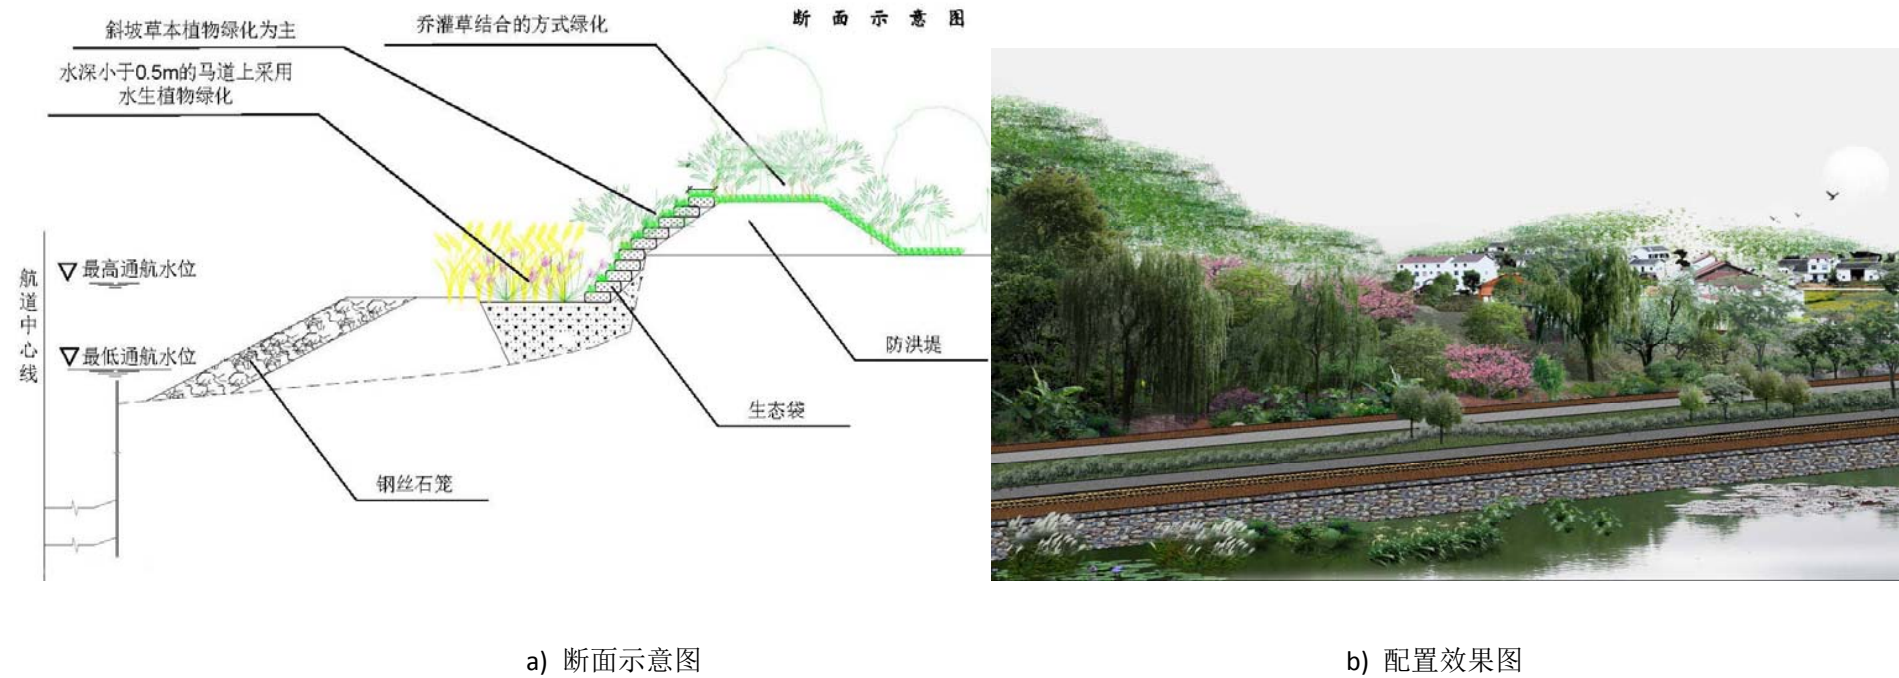 断面示意图
斜坡草本植物绿化为主
乔灌草结合的方式绿化
水深小于0.5m的马道上采用
水生植物绿化
航道中心线
最高通航水位
最低通航水位
防洪堤
生态袋
钢丝石笼
a) 断面示意图
b) 配置效果图